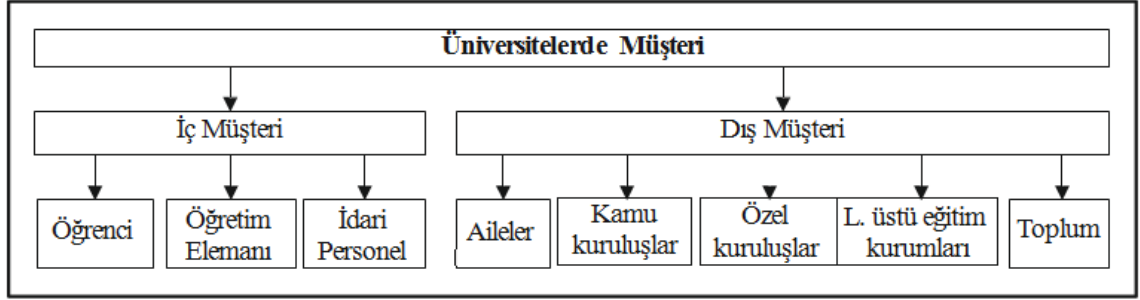 Üniversitelerde Müşteri
İç Müşteri
Dış Müşteri
Öğrenci
Öğretim
Elemanı
İdari
Personel
Aileler
Kamu
kuruluşlar
Özel
kuruluşlar
L. üstü eğitim
kurumları
Toplum